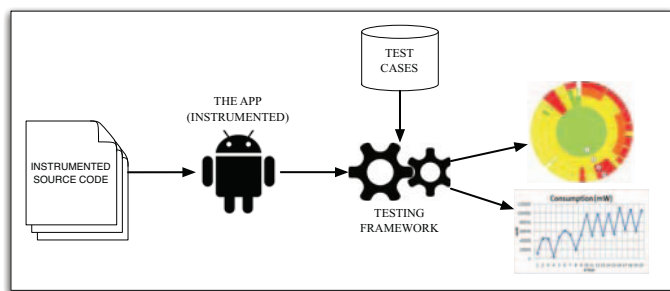 TEST
CASES
THE APP
(INSTRUMENTED)
INSTRUMENTED
SOURCE CODE
TESTING
FRAMEWORK
Consumption (mW)